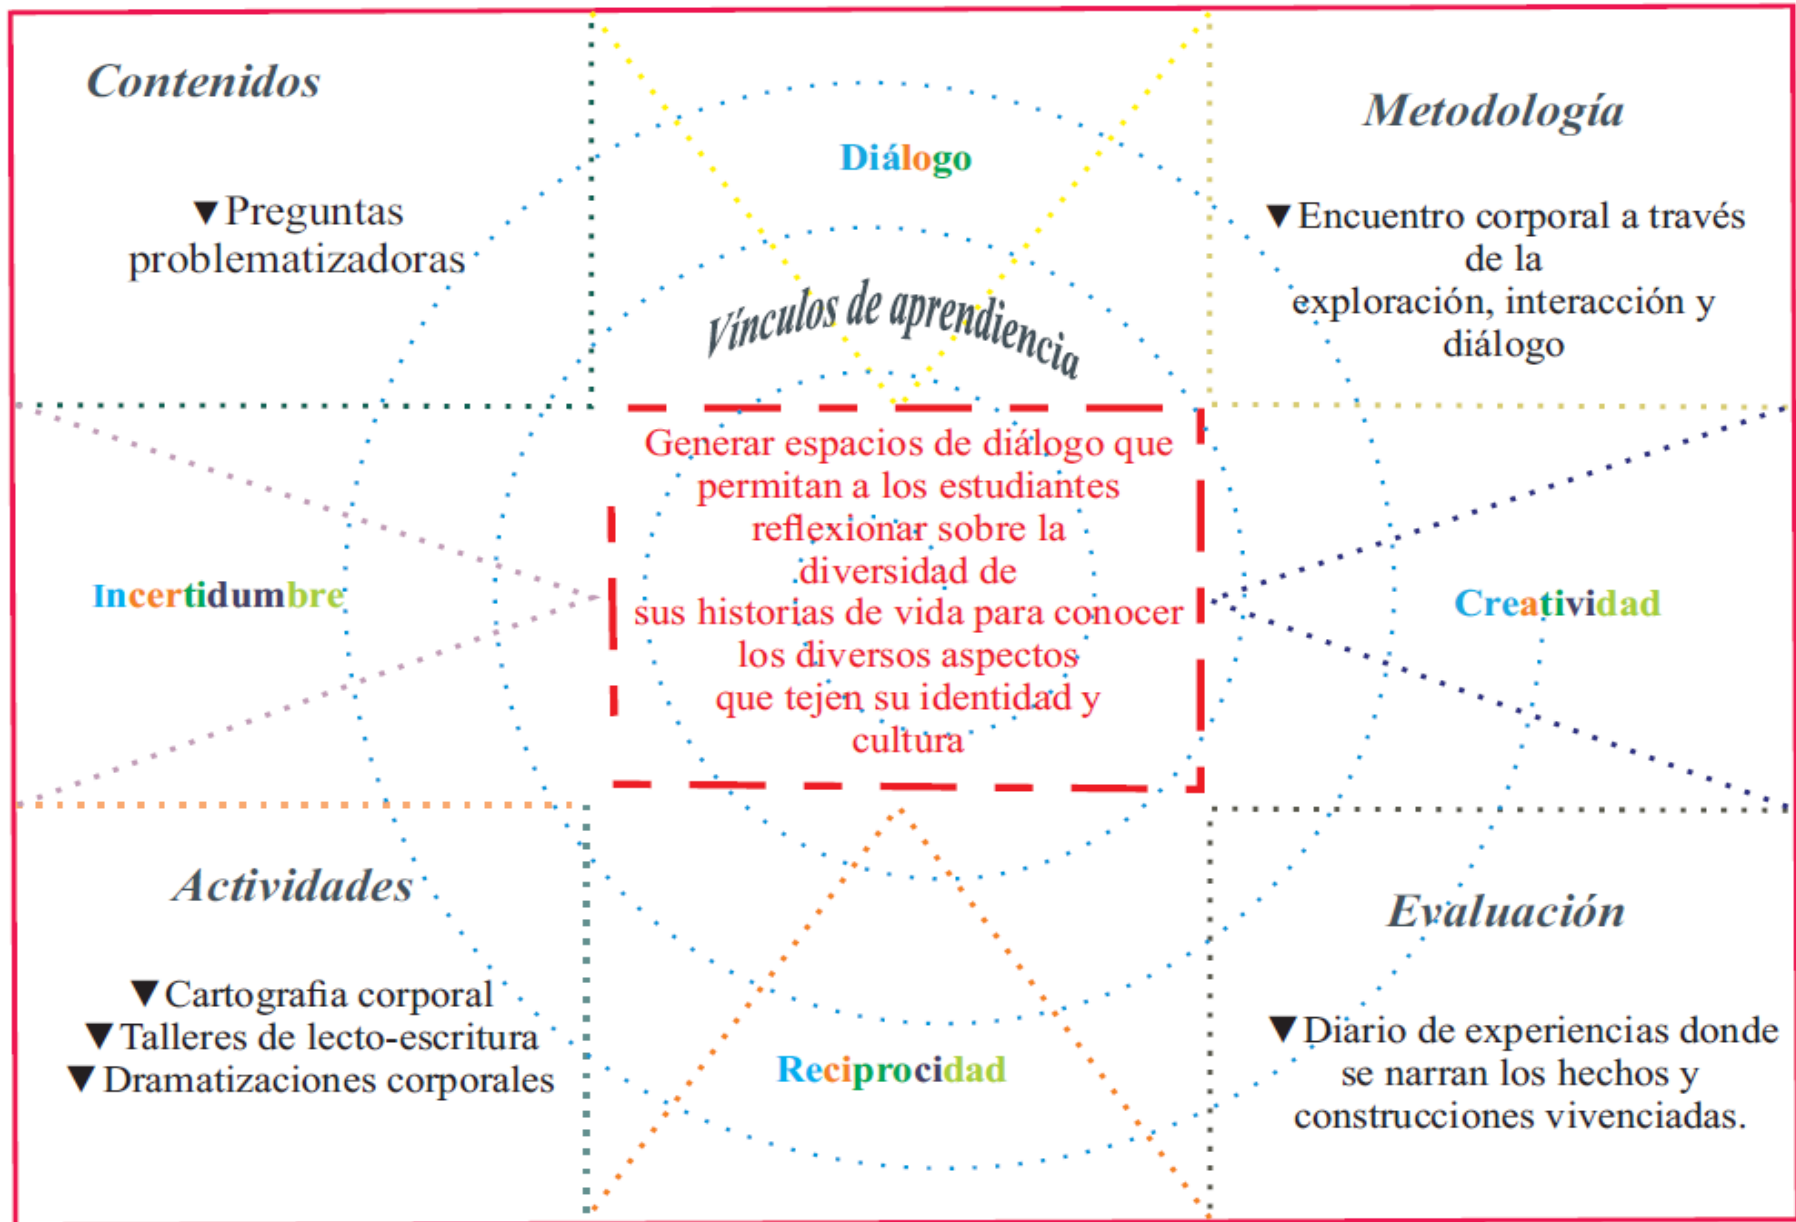 Contenidos
▼Preguntas
problematizadoras
Diálogo
Metodología
▼Encuentro corporal a través
de la
exploración, interacción y
diálogo
Vínculos de aprendiencia
Generar espacios de diálogo que
permitan a los estudiantes
reflexionar sobre la
diversidad de
sus historias de vida para conocer
los diversos aspectos
que tejen su identidad y
cultura
Incertidumbre
Creatividad
Actividades
▼Cartografia corporal
▼Talleres de lecto-escritura
▼Dramatizaciones corporales
Reciprocidad
Evaluación
▼Diario de experiencias donde
se narran los hechos y
construcciones vivenciadas.